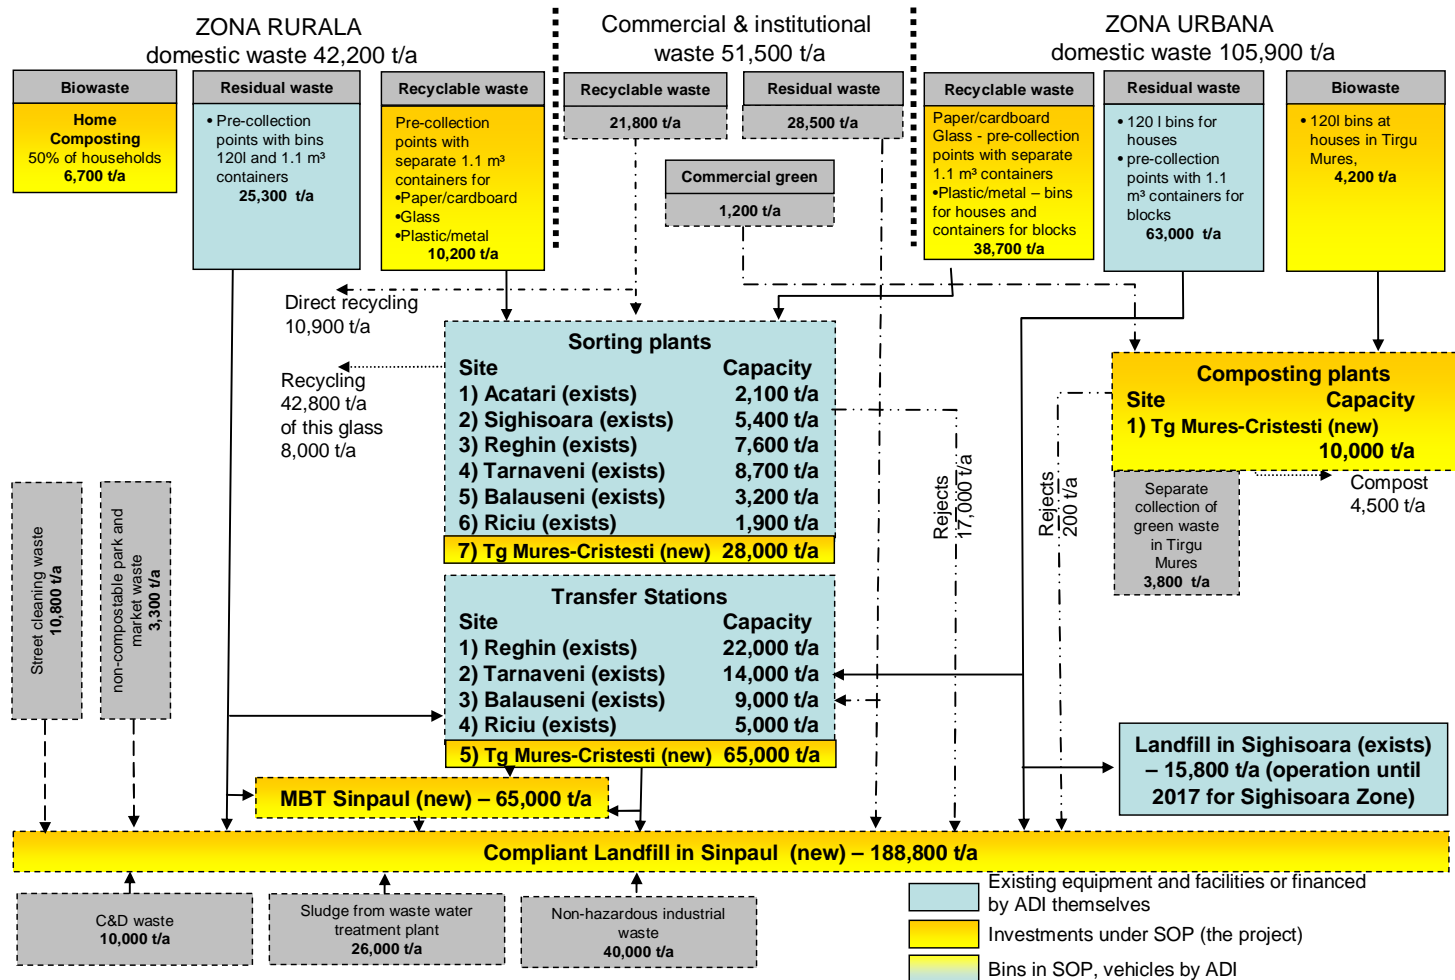 ZONA RURALA
domestic waste 42,200 t/a
Commercial & institutional
waste 51,500 t/a
ZONA URBANA
domestic waste 105,900 t/a
Biowaste
Home
Composting
50% of households
6,700 t/a
Residual waste
• Pre-collection
points with bins
120l and 1.1 m³
containers
25,300 t/a
Recyclable waste
Pre-collection
points with
separate 1.1 m³
containers for
•Paper/cardboard
•Glass
•Plastic/metal
10,200 t/a
Recyclable waste
21,800 t/a
Residual waste
28,500 t/a
Commercial green
1,200 t/a
Recyclable waste
Paper/cardboard
Glass - pre-collection
points with separate
1.1 m³ containers
•Plastic/metal – bins
for houses and
containers for blocks
38,700 t/a
Residual waste
• 120 l bins for
houses
• pre-collection
points with 1.1
m³ containers for
blocks
63,000 t/a
Biowaste
• 120l bins at
houses in Tirgu
Mures,
4,200 t/a
Direct recycling
10,900 t/a
Recycling
42,800 t/a
of this glass
8,000 t/a
Sorting plants
Site Capacity
1) Acatari (exists) 2,100 t/a
2) Sighisoara (exists) 5,400 t/a
3) Reghin (exists) 7,600 t/a
4) Tarnaveni (exists) 8,700 t/a
5) Balauseni (exists) 3,200 t/a
6) Riciu (exists) 1,900 t/a
7) Tg Mures-Cristesti (new) 28,000 t/a
Rejects
17,000 t/a
Rejects
200 t/a
Composting plants
Site Capacity
1) Tg Mures-Cristesti (new)
10,000 t/a
Separate
collection of
green waste
in Tirgu
Mures
3,800 t/a
Compost
4,500 t/a
Street cleaning waste
10,800 t/a
non-compostable park and
market waste
3,300 t/a
Transfer Stations
Site Capacity
1) Reghin (exists) 22,000 t/a
2) Tarnaveni (exists) 14,000 t/a
3) Balauseni (exists) 9,000 t/a
4) Riciu (exists) 5,000 t/a
5) Tg Mures-Cristesti (new) 65,000 t/a
Landfill in Sighisoara (exists)
– 15,800 t/a (operation until
2017 for Sighisoara Zone)
MBT Sinpaul (new) – 65,000 t/a
Compliant Landfill in Sinpaul (new) – 188,800 t/a
C&D waste
10,000 t/a
Sludge from waste water
treatment plant
26,000 t/a
Non-hazardous industrial
waste
40,000 t/a
Existing equipment and facilities or financed
by ADI themselves
Investments under SOP (the project)
Bins in SOP, vehicles by ADI